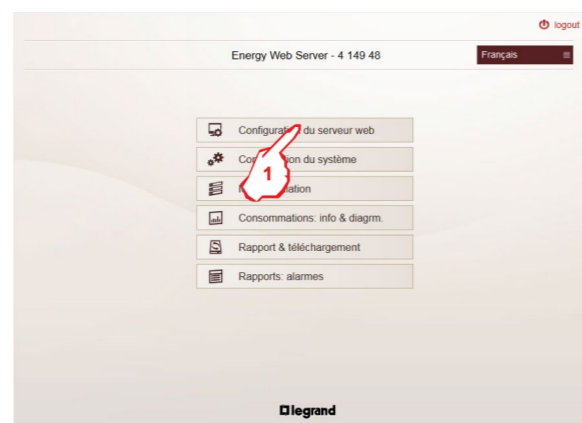 logout
Energy Web Server - 4 149 48
Français
Configuration du serveur web
du système
1
Consommations: info & diagrm.
Rapport & téléchargement
Rapports: alarmes
legrand